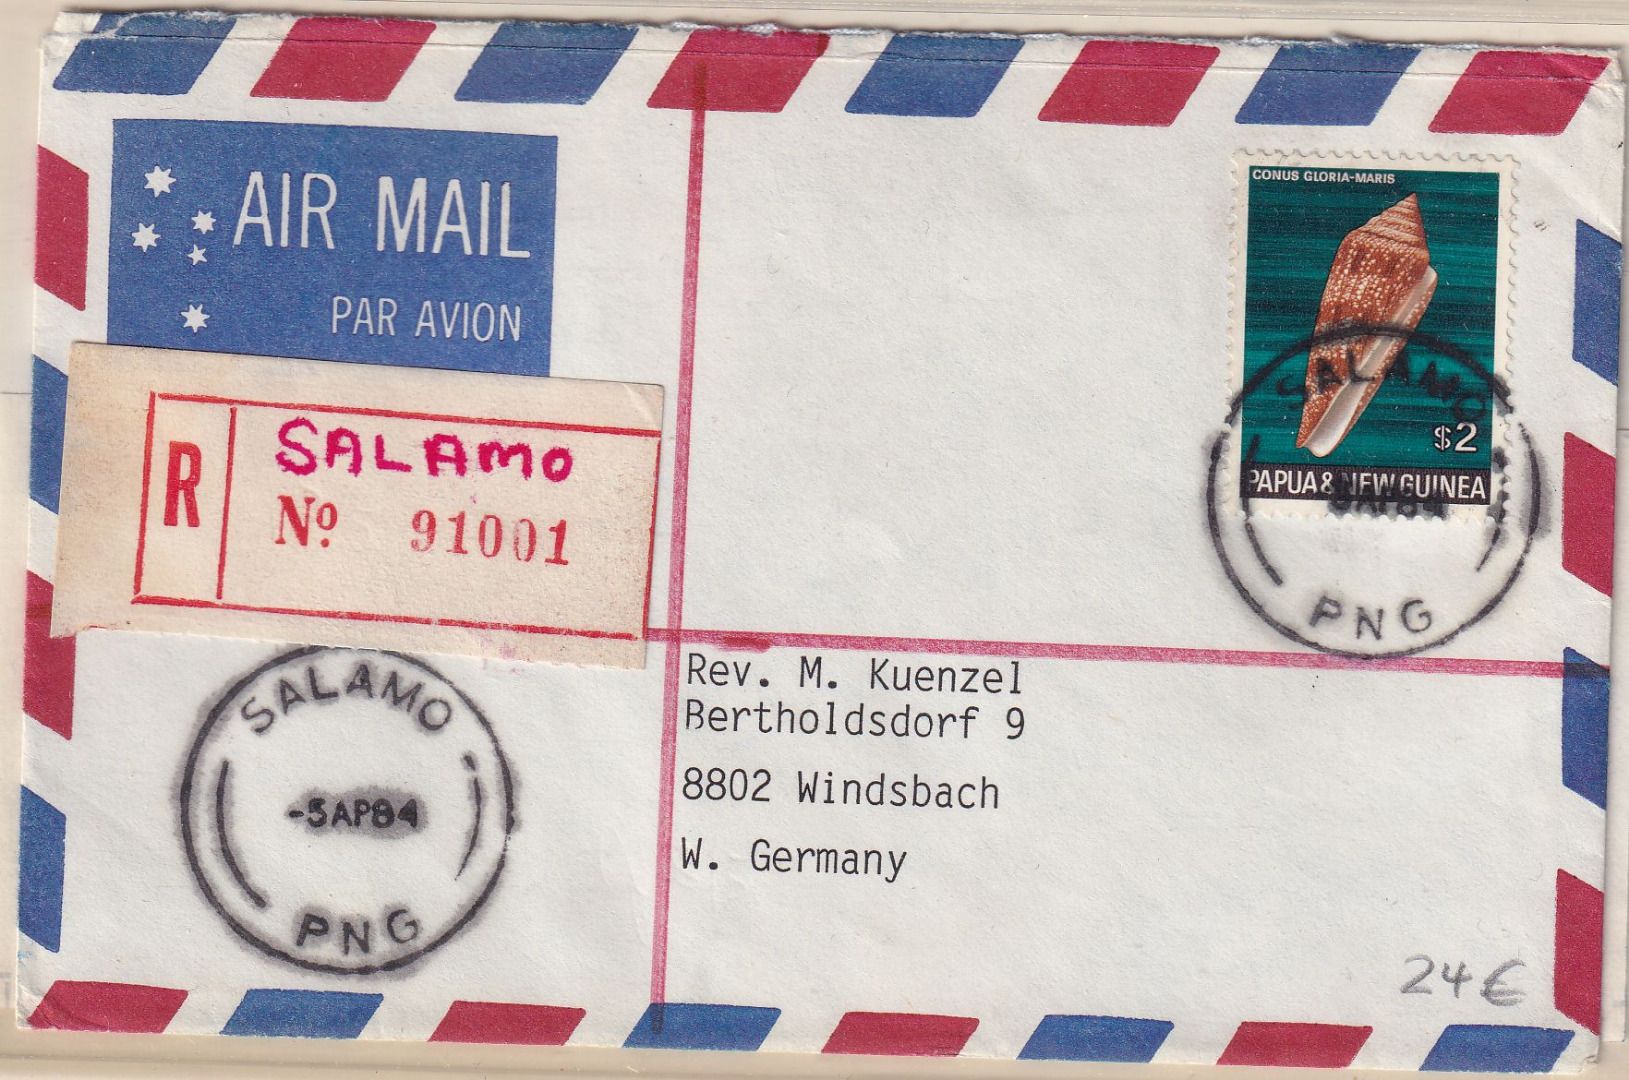 AIR MAIL
PAR AVION
R
SALAMO
Nº 91001
CONUS GLORIA-MARIS
$2
PAPUA & NEW GUINEA
SALAMO
5AP84
PNG
SALAMO
-5AP84
PNG
Rev. M. Kuenzel
Bertholdsdorf 9
8802 Windsbach
W. Germany
24€